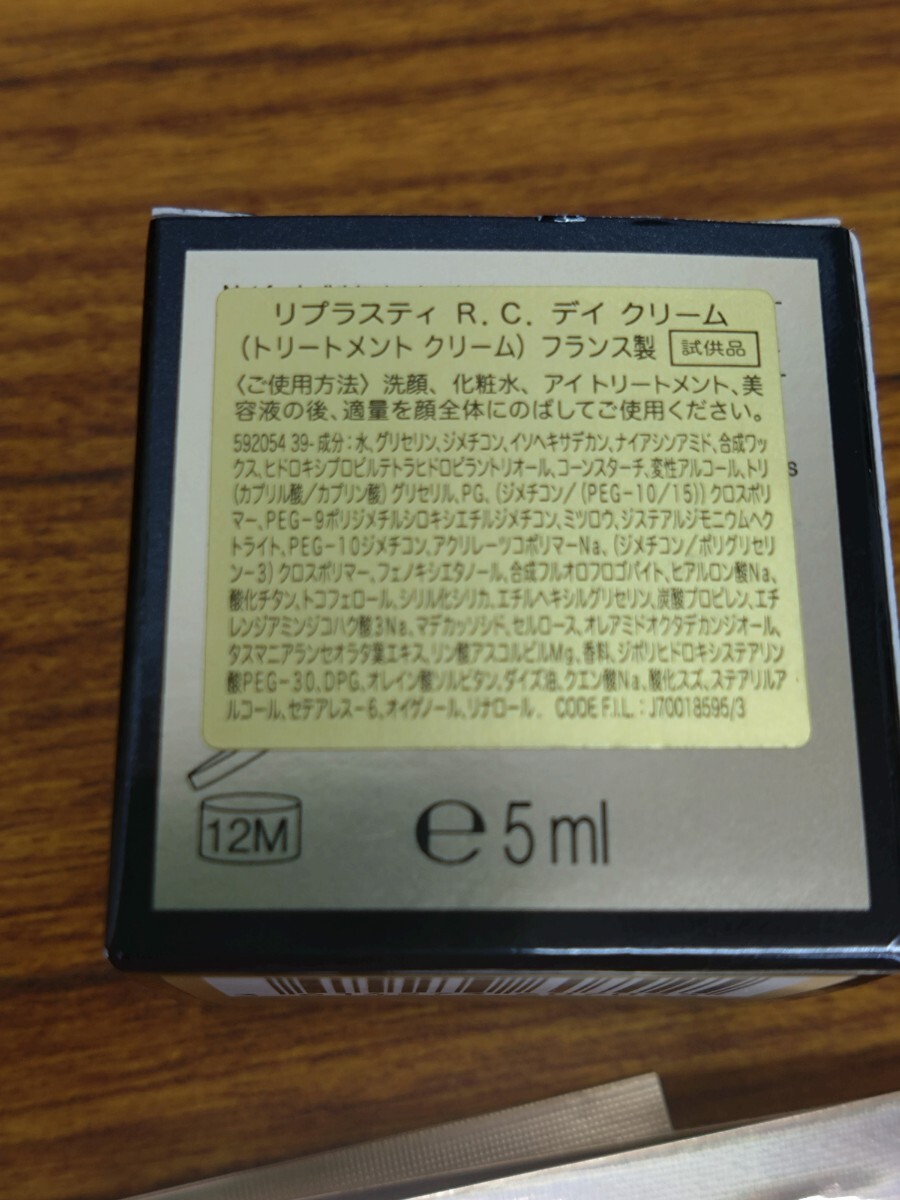 リプラスティ R.C. デイ クリーム
(トリートメント クリーム) フランス製 試供品
〈ご使用方法〉洗顔、化粧水、アイトリートメント、美
容液の後、適量を顔全体にのばしてご使用ください。
592054 39- 成分:水、グリセリン、ジメチコン、イソヘキサデカン、ナイアシンアミド、合成ワッ
クス、ヒドロキシプロピルテトラヒドロピラントリオール、コーンスターチ、変性アルコール、トリ
(カプリル酸/カプリン酸)グリセリル、PG、(ジメチコン/(PEG-10/15))クロスポリ
マー、PEG-9ポリジメチルシロキシエチルジメチコン、ミツロウ、ジステアルジモニウムヘク
トライト、PEG-10ジメチコン、アクリレーツコポリマーNa、(ジメチコン/ポリグリセリ
ン-3)クロスポリマー、フェノキシエタノール、合成フルオロフロゴパイト、ヒアルロン酸Na、
酸化チタン、トコフェロール、シリル化シリカ、エチルヘキシルグリセリン、炭酸プロピレン、エチ
レンジアミンジコハク酸3Na、マデカッソシド、セルロース、オレアミドオクタデカンジオール、
タスマニアランセオラタ葉エキス、リン酸アスコルビルMg、香料、ジポリヒドロキシステアリン
酸PEG-30、DPG、オレイン酸ソルビタン、ダイズ油、クエン酸Na、酸化スズ、ステアリルア
ルコール、セテアレス-6、オイゲノール、リナロール. CODE F.I.L.:J70018595/3
s
12M
℮ 5 ml